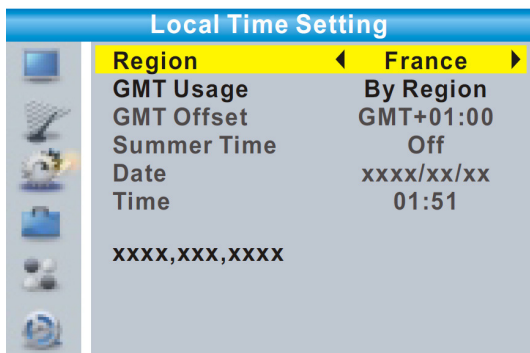 Local Time Setting
Region France
GMT Usage By Region
GMT Offset GMT+01:00
Summer Time Off
Date xxxx/xx/xx
Time 01:51
xxxx,xxx,xxxx